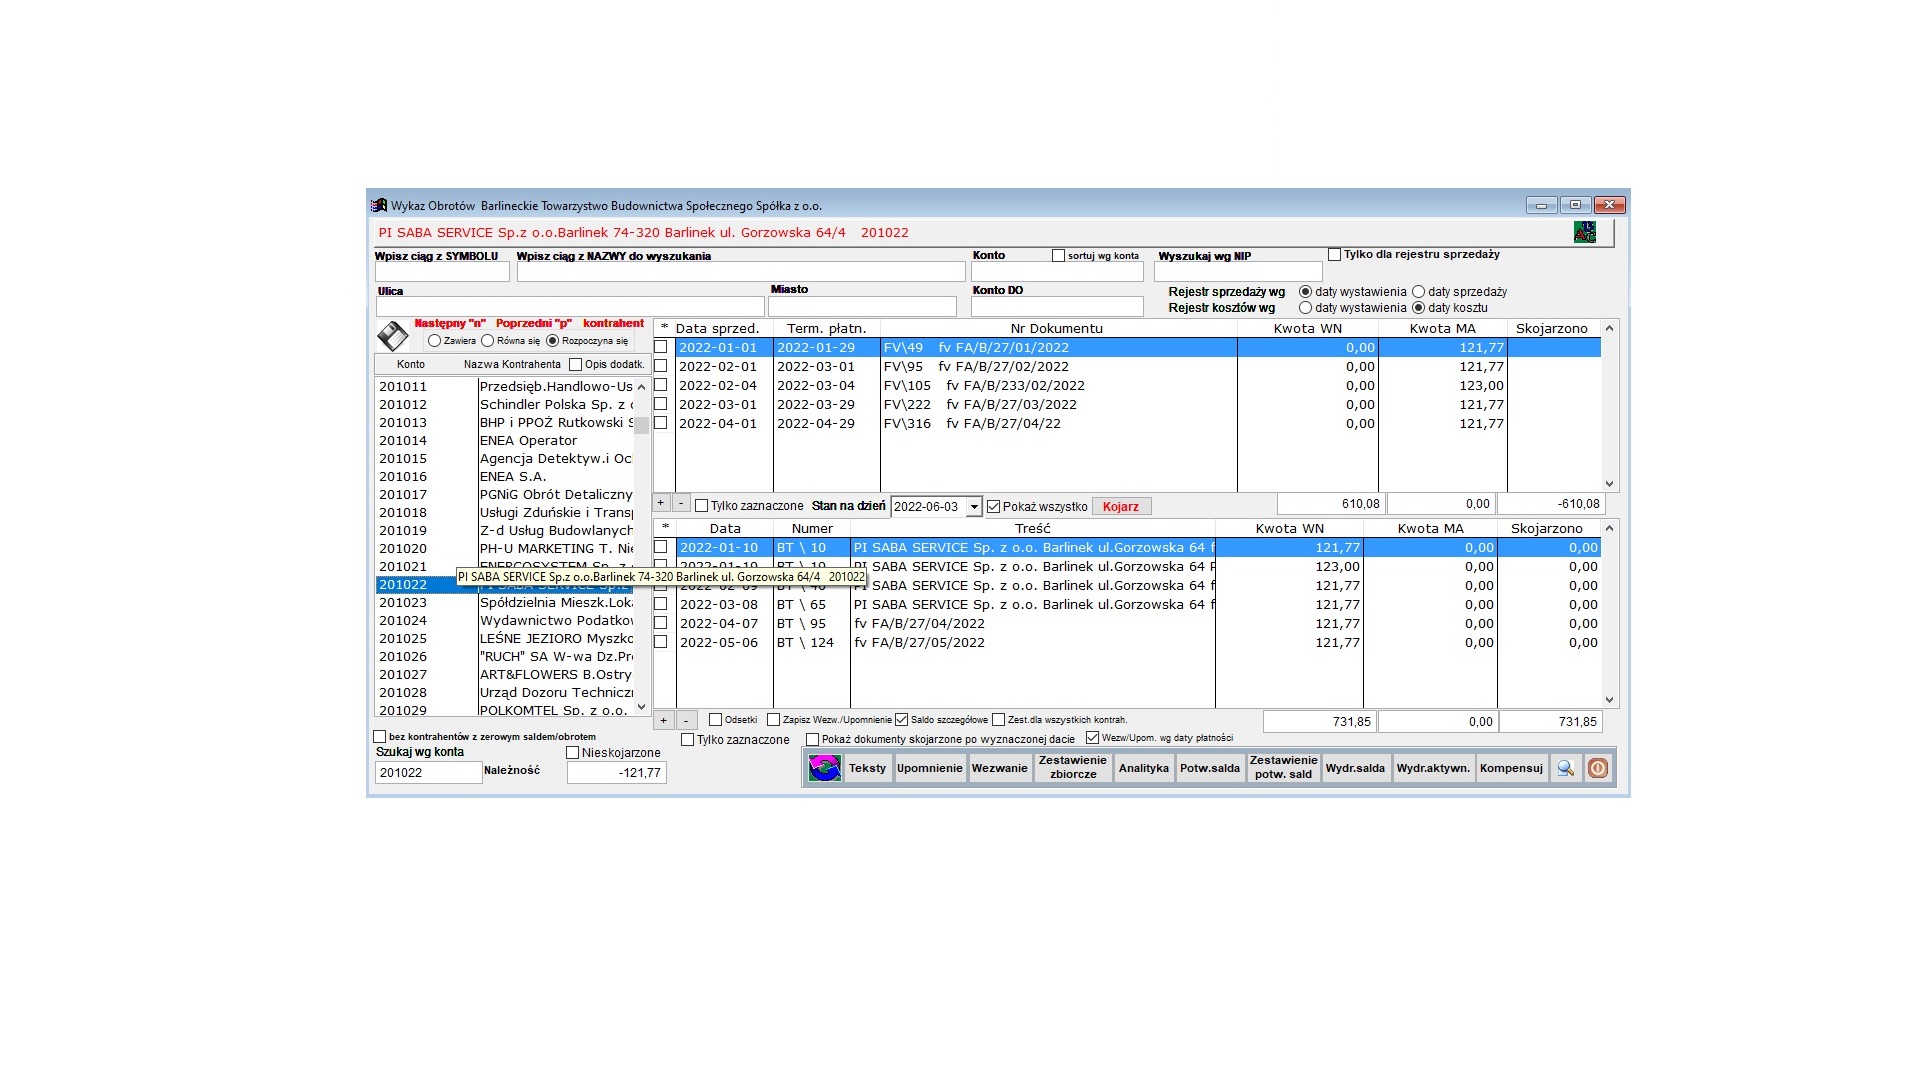 Wykaz Obrotów Barlineckie Towarzystwo Budownictwa Społecznego Spółka z o.o.
PI SABA SERVICE Sp.z o.o.Barlinek 74-320 Barlinek ul. Gorzowska 64/4 201022
Wpisz ciąg z SYMBOLU Wpisz ciąg z NAZWY do wyszukania Konto sortuj wg konta Wyszukaj wg NIP Tylko dla rejestru sprzedaży
Ulica Miasto Konto DO Rejestr sprzedaży wg daty wystawienia daty sprzedaży
Rejestr kosztów wg daty wystawienia daty kosztu
Następny "n" Poprzedni "p" kontrahent
Zawiera Równa się Rozpoczyna się
Konto Nazwa Kontrahenta Opis dodatk.
201011 Przedsięb.Handlowo-Us
201012 Schindler Polska Sp. z
201013 BHP i PPOŻ Rutkowski
201014 ENEA Operator
201015 Agencja Detektyw.i
201016 ENEA S.A.
201017 PGNiG Obrót Detaliczny
201018 Usługi Zduńskie i
201019 Z-d Usług Budowlanych
201020 PH-U MARKETING T.
201021 ENERGOSYSTEM Sp. z
201022 PI SABA SERVICE Sp.z
201023 Spółdzielnia Mieszk.
201024 Wydawnictwo
201025 LEŚNE JEZIORO
201026 "RUCH" SA W-wa
201027 ART&FLOWERS
201028 Urząd Dozoru
201029 POLKOMTEL Sp. z o.o.
PI SABA SERVICE Sp.z o.o.Barlinek 74-320 Barlinek ul. Gorzowska 64/4 201022
bez kontrahentów z zerowym saldem/obrotem
Szukaj wg konta Nieskojarzone
201022 Należność -121,77
* Data sprzed. Term. płatn. Nr Dokumentu Kwota WN Kwota MA Skojarzono
2022-01-01 2022-01-29 FV\49 fv FA/B/27/01/2022 0,00 121,77
2022-02-01 2022-03-01 FV\95 fv FA/B/27/02/2022 0,00 121,77
2022-02-04 2022-03-04 FV\105 fv FA/B/233/02/2022 0,00 123,00
2022-03-01 2022-03-29 FV\222 fv FA/B/27/03/2022 0,00 121,77
2022-04-01 2022-04-29 FV\316 fv FA/B/27/04/22 0,00 121,77
+ - Tylko zaznaczone Stan na dzień 2022-06-03 Pokaż wszystko Kojarz 610,08 0,00 -610,08
* Data Numer Treść Kwota WN Kwota MA Skojarzono
2022-01-10 BT \ 10 PI SABA SERVICE Sp. z o.o. Barlinek ul.Gorzowska 64 f 121,77 0,00 0,00
2022-01-19 BT \ 19 PI SABA SERVICE Sp. z o.o. Barlinek ul.Gorzowska 64 123,00 0,00 0,00
PI SABA SERVICE Sp. z o.o. Barlinek ul.Gorzowska 64 f 121,77 0,00 0,00
2022-03-08 BT \ 65 PI SABA SERVICE Sp. z o.o. Barlinek ul.Gorzowska 64 f 121,77 0,00 0,00
2022-04-07 BT \ 95 fv FA/B/27/04/2022 121,77 0,00 0,00
2022-05-06 BT \ 124 fv FA/B/27/05/2022 121,77 0,00 0,00
+ - Odsetki Zapisz Wezw./Upomnienie Saldo szczegółowe Zest.dla wszystkich kontrah. 731,85 0,00 731,85
Tylko zaznaczone Pokaż dokumenty skojarzone po wyznaczonej dacie Wezw/Upom. wg daty płatności
Teksty Upomnienie Wezwanie Zestawienie zbiorcze Analityka Potw.salda Zestawienie potw. sald Wydr.salda Wydr.aktywn. Kompensuj